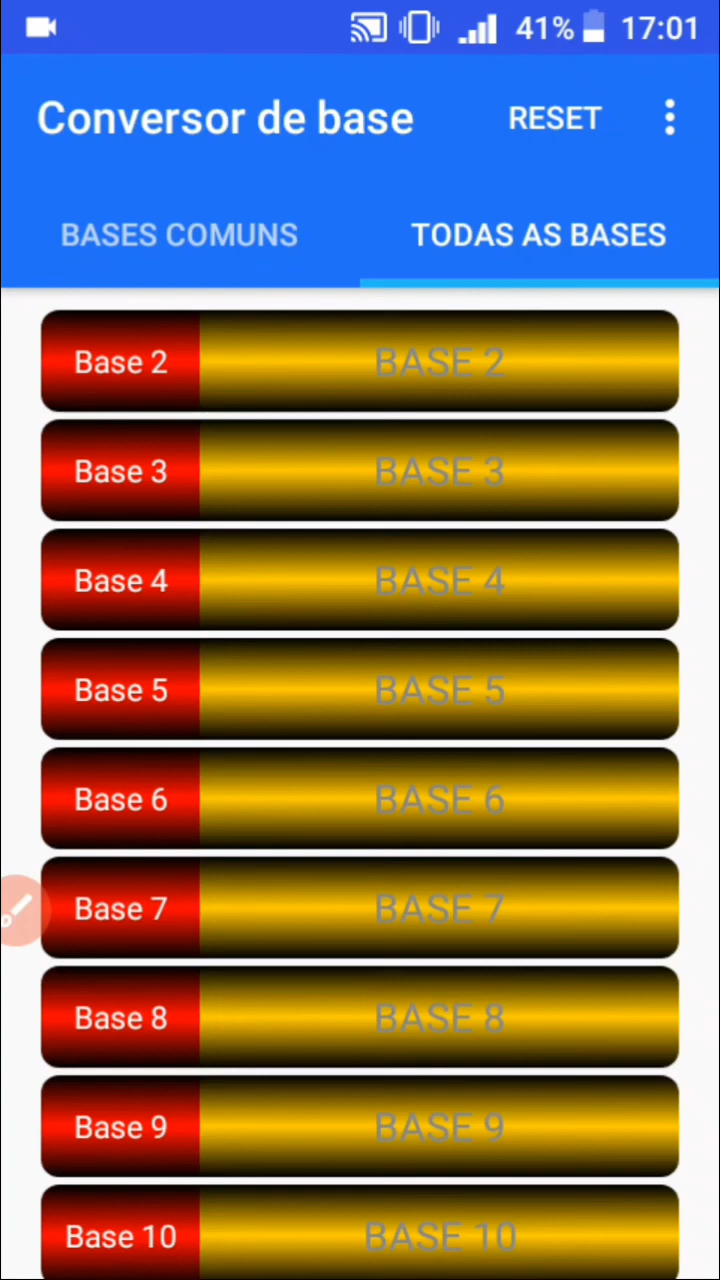 41% 17:01
Conversor de base RESET
BASES COMUNS TODAS AS BASES
Base 2 BASE 2
Base 3 BASE 3
Base 4 BASE 4
Base 5 BASE 5
Base 6 BASE 6
Base 7 BASE 7
Base 8 BASE 8
Base 9 BASE 9
Base 10 BASE 10